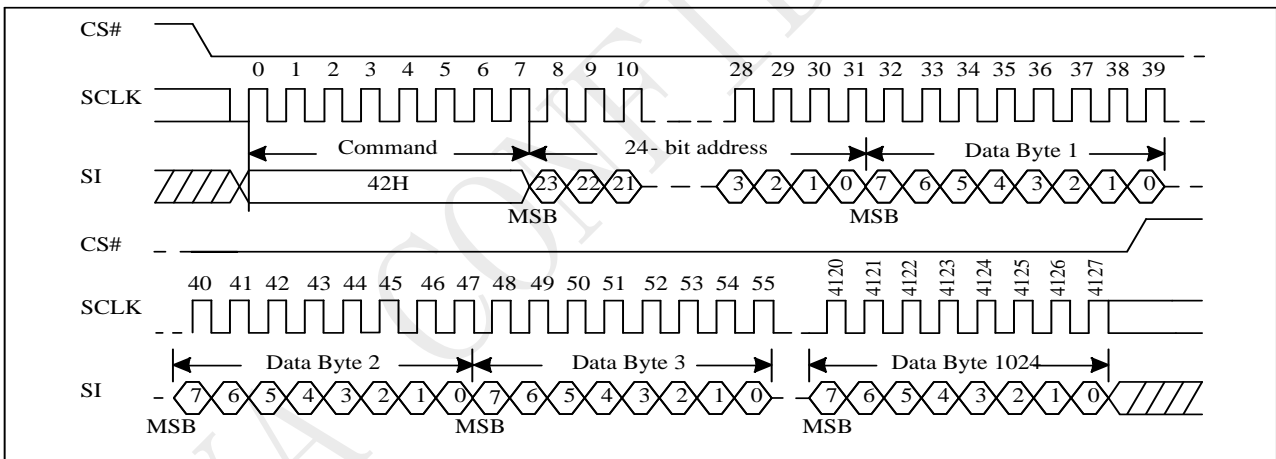 CS#
0 1 2 3 4 5 6 7 8 9 10 28 29 30 31 32 33 34 35 36 37 38 39
SCLK
Command 24- bit address Data Byte 1
SI 42H 23 22 21 3 2 1 0 7 6 5 4 3 2 1 0
MSB MSB
CS#
40 41 42 43 44 45 46 47 48 49 50 51 52 53 54 55 4120 4121 4122 4123 4124 4125 4126 4127
SCLK
Data Byte 2 Data Byte 3 Data Byte 1024
SI 7 6 5 4 3 2 1 0 7 6 5 4 3 2 1 0 7 6 5 4 3 2 1 0
MSB MSB MSB